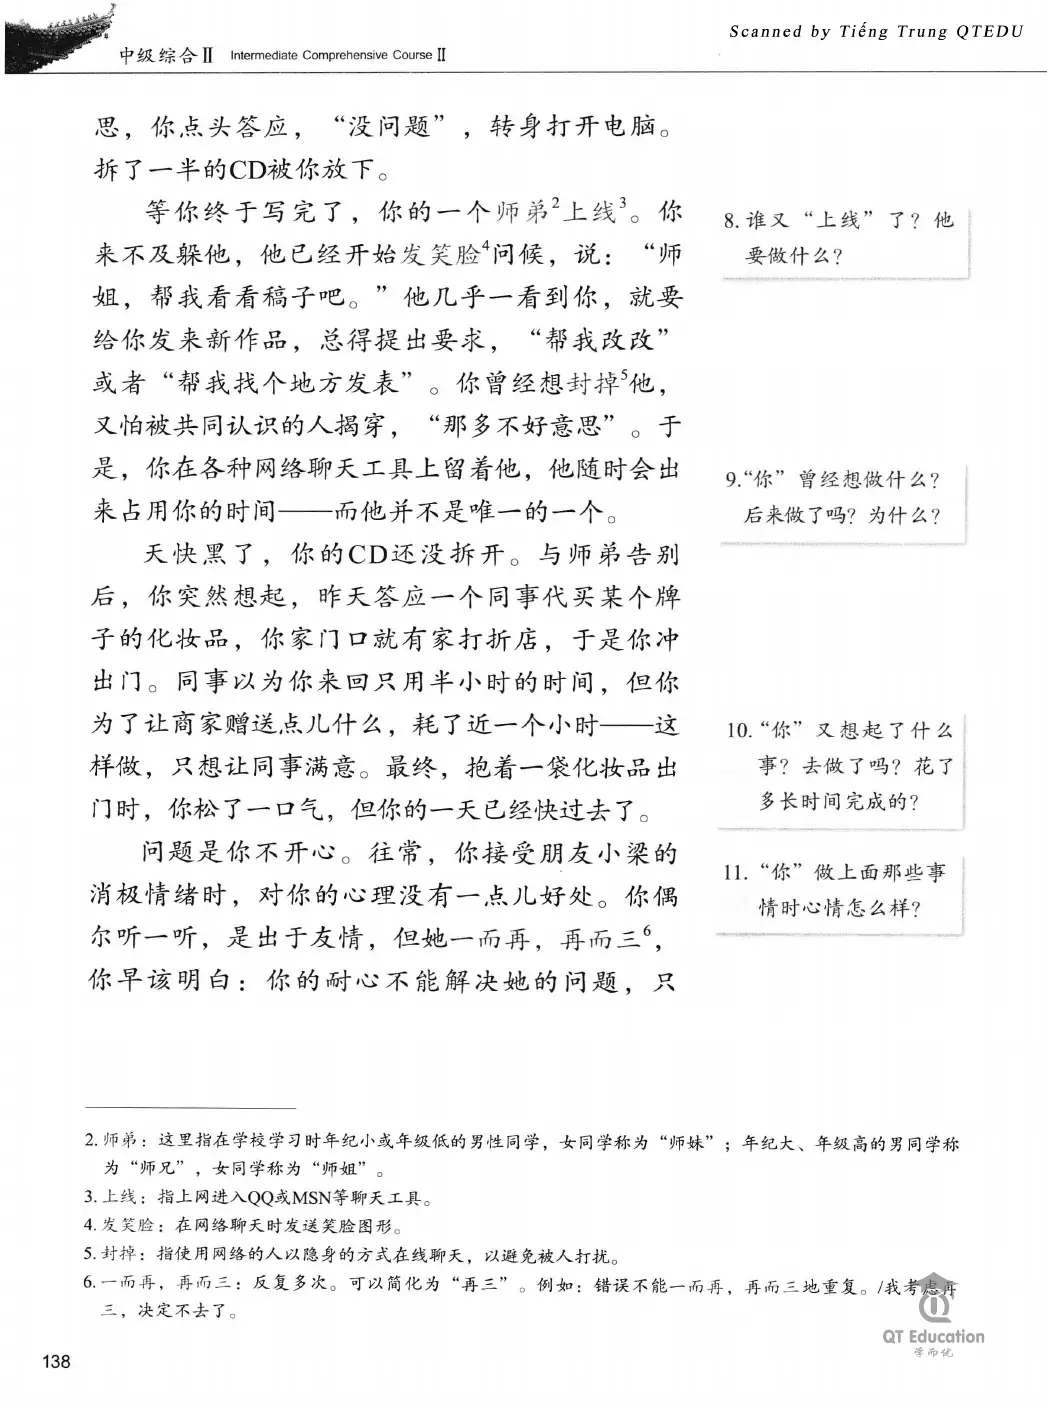 Scanned by Tiếng Trung QTEDU
中级综合Ⅱ Intermediate Comprehensive Course Ⅱ
思，你点头答应，“没问题”，转身打开电脑。
拆了一半的CD被你放下。
等你终于写完了，你的一个师弟2上线3。你
来不及躲他，他已经开始发笑脸4问候，说：“师
姐，帮我看看稿子吧。”他几乎一看到你，就要
给你发来新作品，总得提出要求，“帮我改改”
或者“帮我找个地方发表”。你曾经想封掉5他，
又怕被共同认识的人揭穿，“那多不好意思”。于
是，你在各种网络聊天工具上留着他，他随时会出
来占用你的时间——而他并不是唯一的一个。
天快黑了，你的CD还没拆开。与师弟告别
后，你突然想起，昨天答应一个同事代买某个牌
子的化妆品，你家门口就有家打折店，于是你冲
出门。同事以为你来回只用半小时的时间，但你
为了让商家赠送点儿什么，耗了近一个小时——这
样做，只想让同事满意。最终，抱着一袋化妆品出
门时，你松了一口气，但你的一天已经快过去了。
问题是你不开心。往常，你接受朋友小梁的
消极情绪时，对你的心理没有一点儿好处。你偶
尔听一听，是出于友情，但她一而再，再而三6，
你早该明白：你的耐心不能解决她的问题，只
8.谁又“上线”了？他
要做什么？
9.“你”曾经想做什么？
后来做了吗？为什么？
10.“你”又想起了什么
事？去做了吗？花了
多长时间完成的？
11.“你”做上面那些事
情时心情怎么样？
2.师弟：这里指在学校学习时年纪小或年级低的男性同学，女同学称为“师妹”；年纪大、年级高的男同学称
为“师兄”，女同学称为“师姐”。
3.上线：指上网进入QQ或MSN等聊天工具。
4.发笑脸：在网络聊天时发送笑脸图形。
5.封掉：指使用网络的人以隐身的方式在线聊天，以避免被人打扰。
6.一而再，再而三：反复多次。可以简化为“再三”。例如：错误不能一而再，再而三地重复。/我考虑再
三，决定不去了。
QT Education
学而优
138